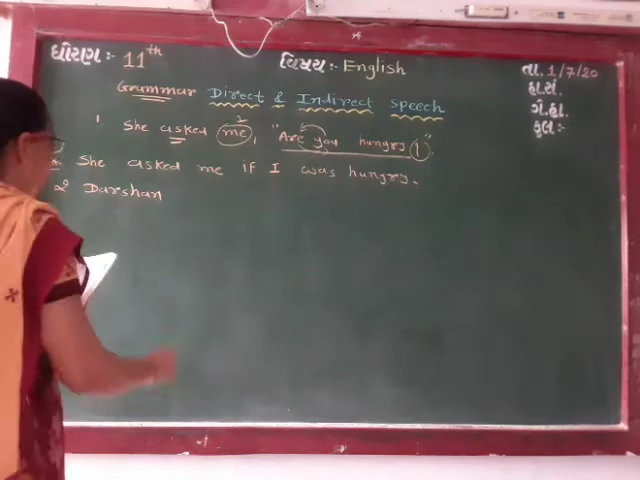 ધોરણ :- 11th વિષય :- English તા. 1/7/20
હા.સં.
ગે.હા.
કુલ :-
Grammar Direct & Indirect speech
1 She asked me, "Are you hungry ?".
She asked me if I was hungry.
2 Darshan